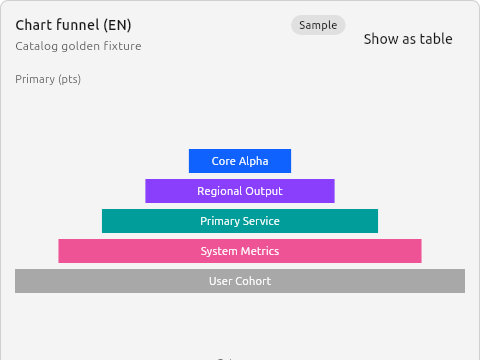 Chart funnel (EN)
Sample
Show as table
Catalog golden fixture
Primary (pts)
Core Alpha
Regional Output
Primary Service
System Metrics
User Cohort